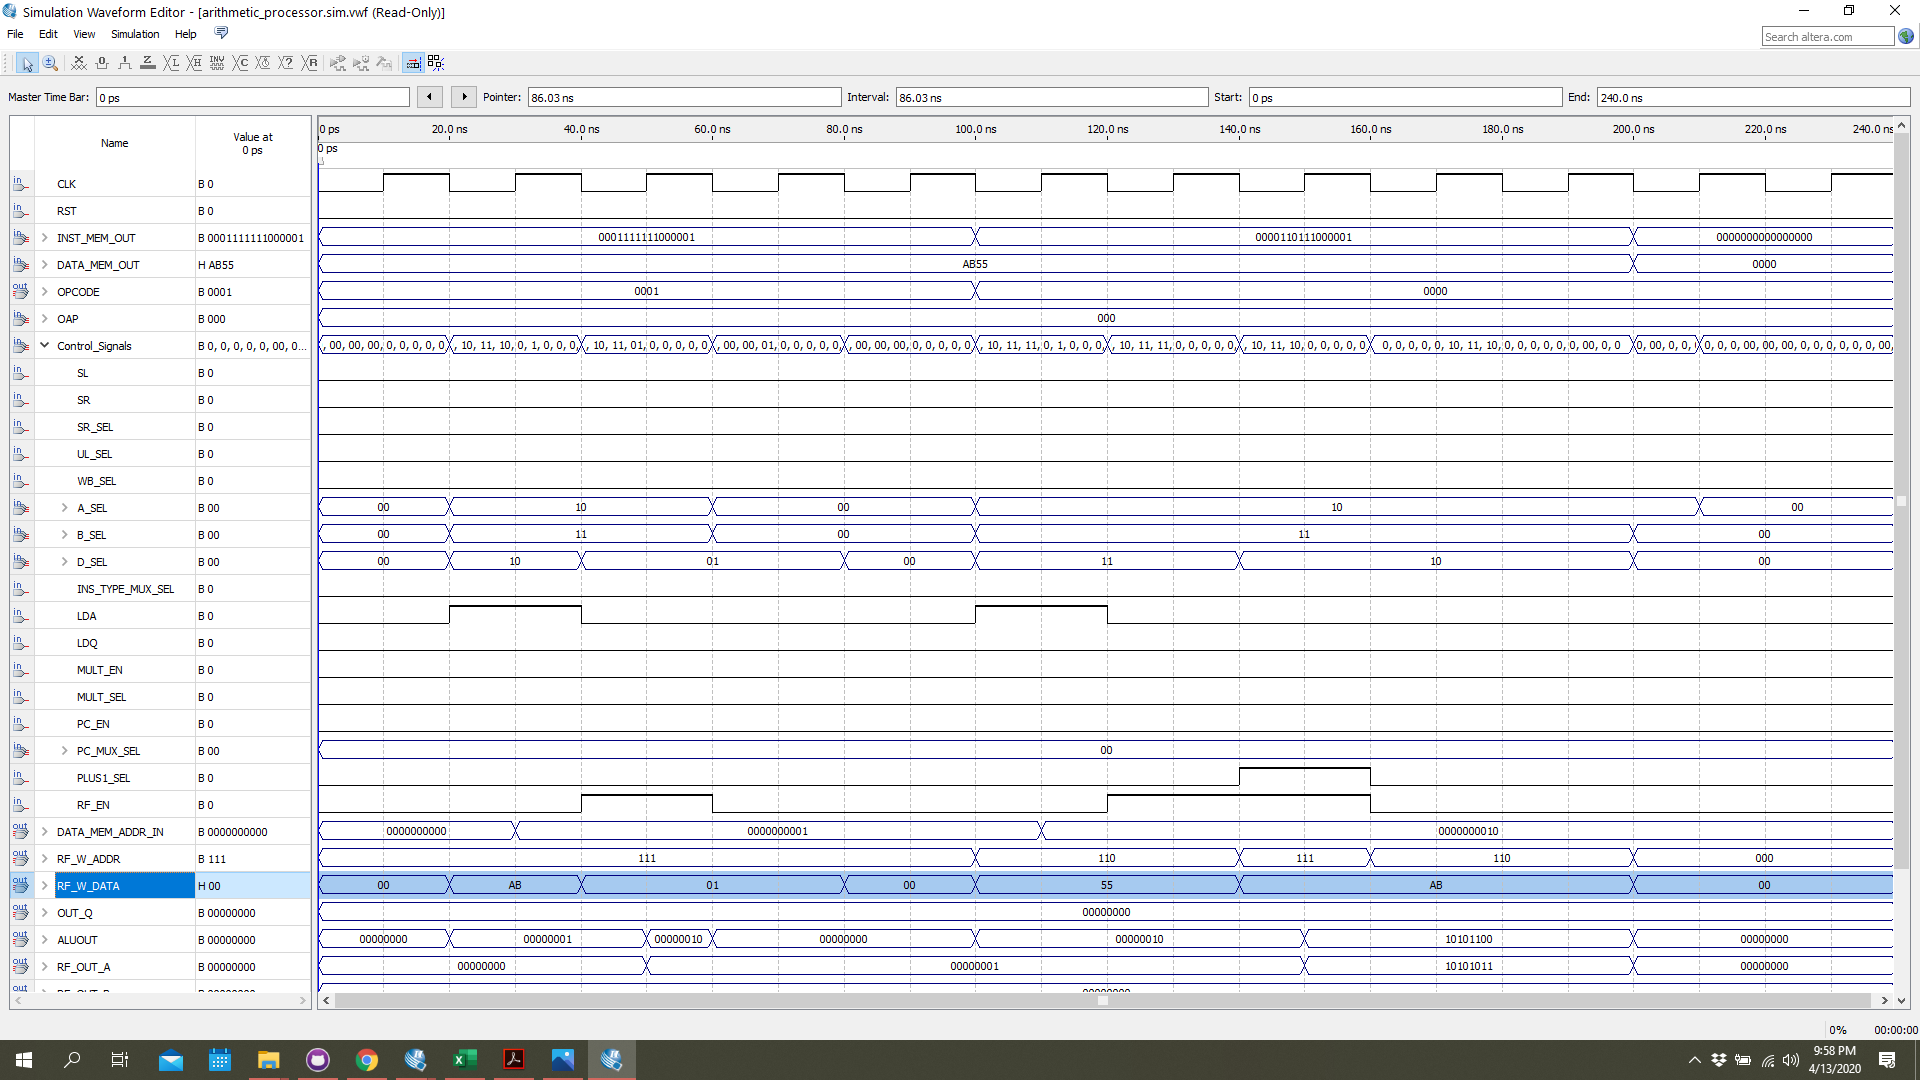 Simulation Waveform Editor - [arithmetic_processor.sim.vwf (Read-Only)]
File Edit View Simulation Help
Search altera.com
Master Time Bar: 0 ps Pointer: 86.03 ns Interval: 86.03 ns Start: 0 ps End: 240.0 ns
Name Value at 0 ps
0 ps 20.0 ns 40.0 ns 60.0 ns 80.0 ns 100.0 ns 120.0 ns 140.0 ns 160.0 ns 180.0 ns 200.0 ns 220.0 ns 240.0 ns
0 ps
CLK B 0
RST B 0
INST_MEM_OUT B 0001111111000001 0001111111000001 0000110111000001 0000000000000000
DATA_MEM_OUT H AB55 AB55 0000
OPCODE B 0001 0001 0000
OAP B 000 000
Control_Signals B 0, 0, 0, 0, 0, 00, 0... , 00, 00, 00, 0, 0, 0, 0, 0 , 10, 11, 10, 0, 1, 0, 0, 0, , 10, 11, 01, 0, 0, 0, 0, 0 , 00, 00, 01, 0, 0, 0, 0, 0, , 00, 00, 00, 0, 0, 0, 0, 0, , 10, 11, 11, 0, 1, 0, 0, 0, , 10, 11, 11, 0, 0, 0, 0, 0, , 10, 11, 10, 0, 0, 0, 0, 0 0, 0, 0, 0, 0, 10, 11, 10, 0, 0, 0, 0, 0, 0, 00, 0, 0 0, 00, 0, 0, 0, 0, 0, 0, 00, 00, 00, 0, 0, 0, 0, 0, 0, 00,
SL B 0
SR B 0
SR_SEL B 0
UL_SEL B 0
WB_SEL B 0
A_SEL B 00 00 10 00 10 00
B_SEL B 00 00 11 00 11 00
D_SEL B 00 00 10 01 00 11 10 00
INS_TYPE_MUX_SEL B 0
LDA B 0
LDQ B 0
MULT_EN B 0
MULT_SEL B 0
PC_EN B 0
PC_MUX_SEL B 00 00
PLUS1_SEL B 0
RF_EN B 0
DATA_MEM_ADDR_IN B 0000000000 0000000000 0000000001 0000000010
RF_W_ADDR B 111 111 110 111 110 000
RF_W_DATA H 00 00 AB 01 00 55 AB 00
OUT_Q B 00000000 00000000
ALUOUT B 00000000 00000000 00000001 00000010 00000000 00000010 10101100 00000000
RF_OUT_A B 00000000 00000000 00000001 10101011 00000000
0% 00:00:00
9:58 PM
4/13/2020